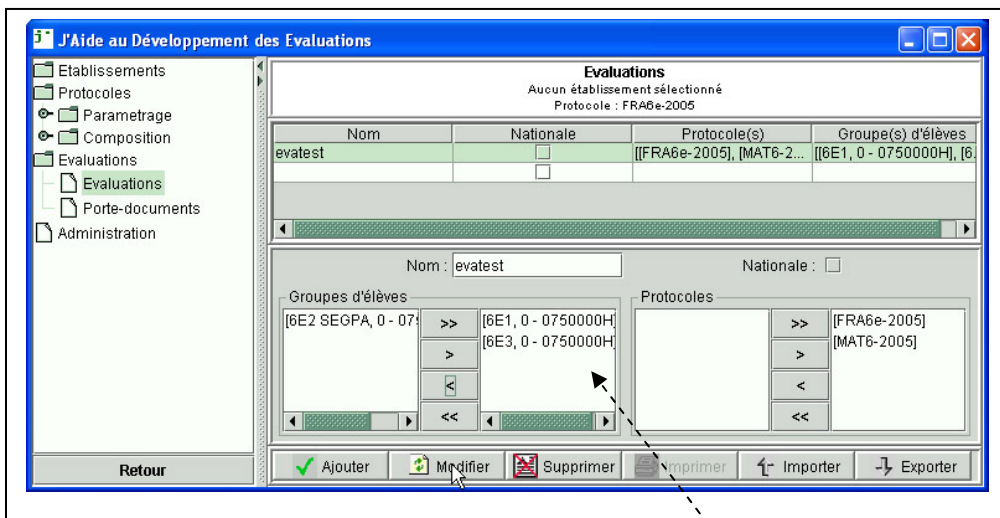 J'Aide au Développement des Evaluations
Etablissements
Protocoles
Parametrage
Composition
Evaluations
Evaluations
Porte-documents
Administration
Retour
Evaluations
Aucun établissement sélectionné
Protocole : FRA6e-2005
Nom Nationale Protocole(s) Groupe(s) d'élèves
evatest [[FRA6e-2005], [MAT6-2... [[6E1, 0 - 0750000H], [6.
Nom : evatest Nationale :
Groupes d'élèves
[6E2 SEGPA, 0 - 07
>>
>
<
<<
[6E1, 0 - 0750000H]
[6E3, 0 - 0750000H]
Protocoles
>>
>
<
<<
[FRA6e-2005]
[MAT6-2005]
Ajouter Modifier Supprimer Imprimer Importer Exporter